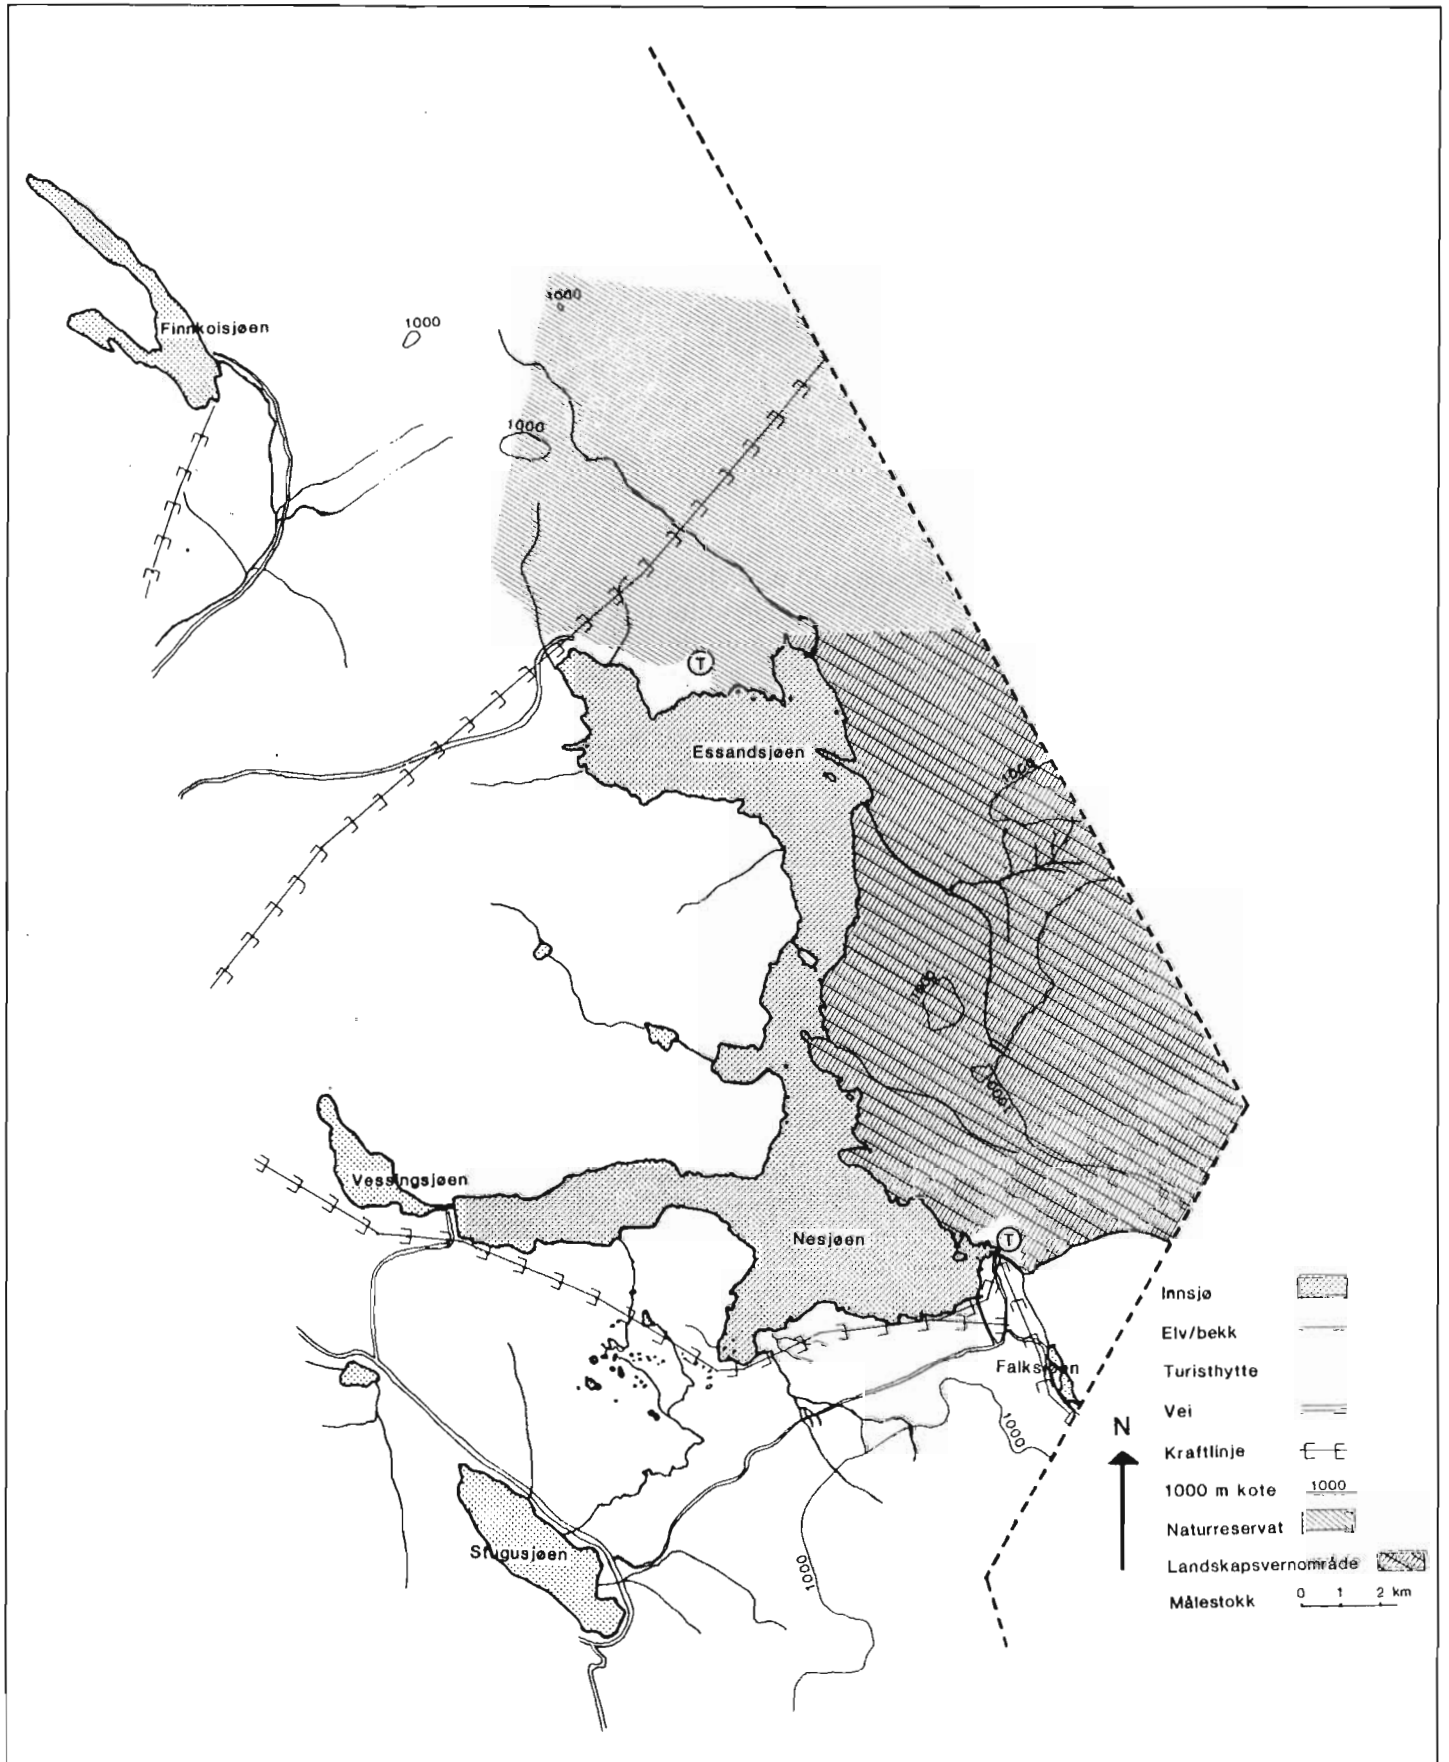 1000
1000
Finnkoisjøen
1000
T
Essandsjøen
1000
1000
1000
Vessingsjøen
Nesjøen
T
Falksjøen
1000
Stugusjøen
1000
N
Innsjø
Elv/bekk
Turisthytte
Vei
Kraftlinje
1000 m kote 1000
Naturreservat
Landskapsvernområde
Målestokk 0 1 2 km